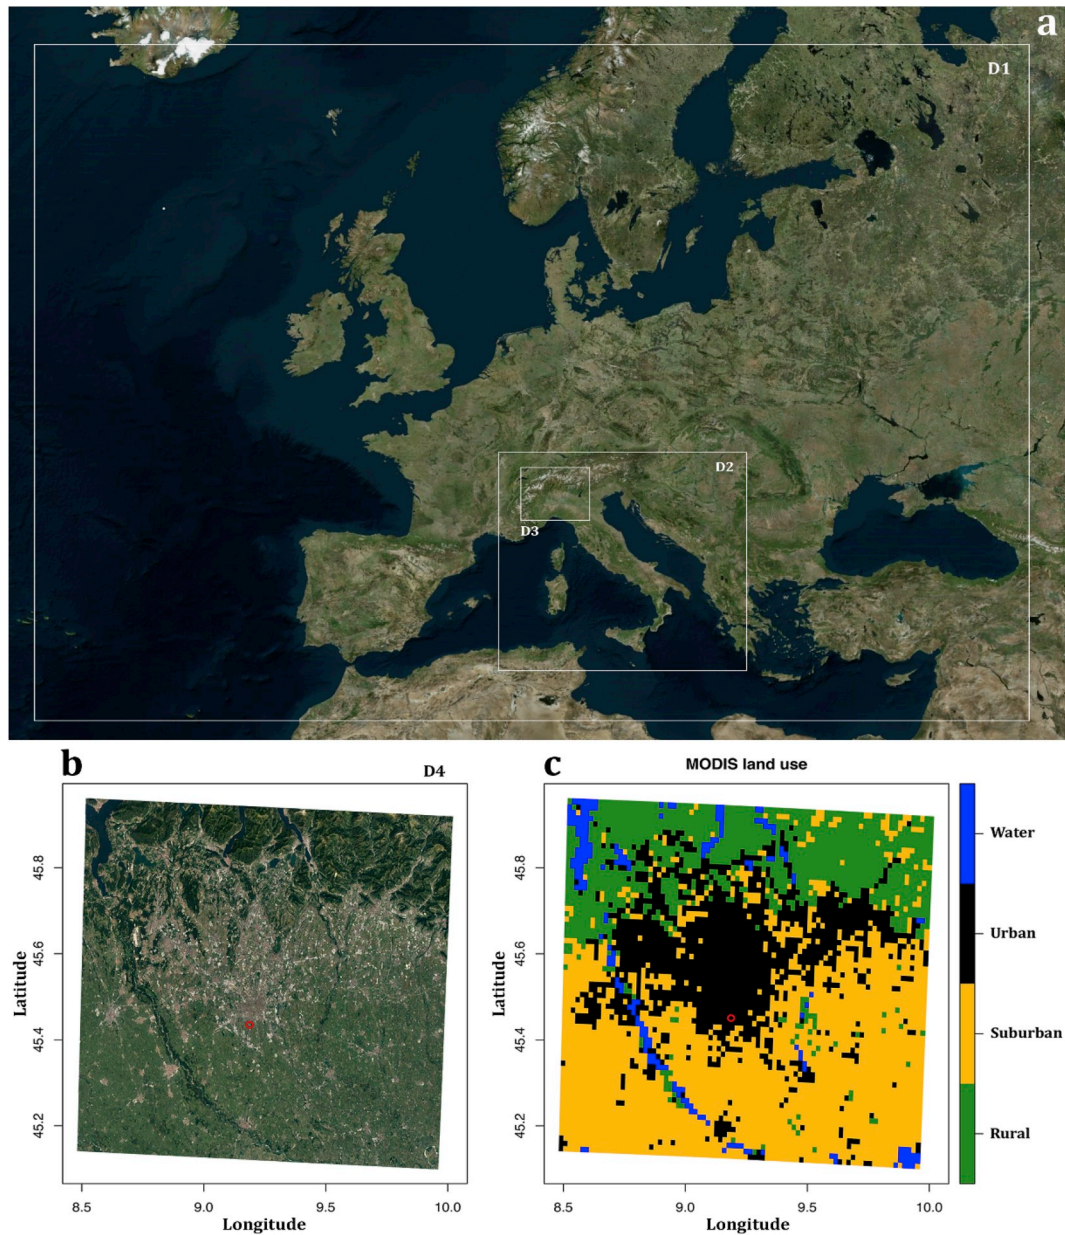 a
D1
D2
D3
b
D4
c
MODIS land use
Latitude
45.8
45.6
45.4
45.2
8.5
9.0
9.5
10.0
Longitude
Latitude
45.8
45.6
45.4
45.2
8.5
9.0
9.5
10.0
Longitude
Water
Urban
Suburban
Rural